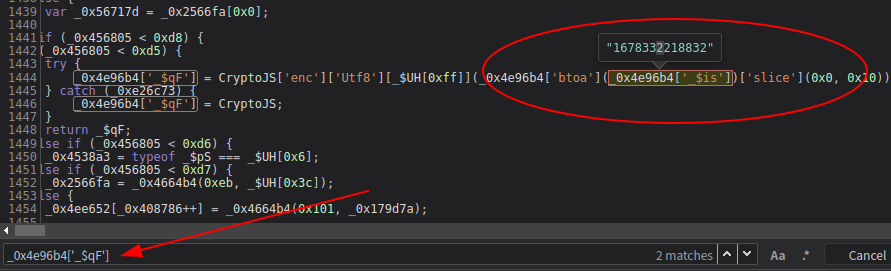 1439 var _0x56717d = _0x2566fa[0x0];
1440
1441 if (_0x456805 < 0xd8) {
"1678332218832"
1442 (_0x456805 < 0xd5) {
1443 try {
1444 _0x4e96b4['_$qF'] = CryptoJS['enc']['Utf8'][_$UH[0xff]](_0x4e96b4['btoa'](_0x4e96b4['_$is'])['slice'](0x0, 0x10))
1445 } catch (_0xe26c73) {
1446 _0x4e96b4['_$qF'] = CryptoJS;
1447 }
1448 return _$qF;
1449 lse if (_0x456805 < 0xd6) {
1450 _0x4538a3 = typeof _$pS === _$UH[0x6];
1451 lse if (_0x456805 < 0xd7) {
1452 _0x2566fa = _0x4664b4(0xeb, _$UH[0x3c]);
1453 lse {
1454 _0x4ee652[_0x408786++] = _0x4664b4(0x101, _0x179d7a);
_0x4e96b4['_$qF'] 2 matches Aa .* Cancel